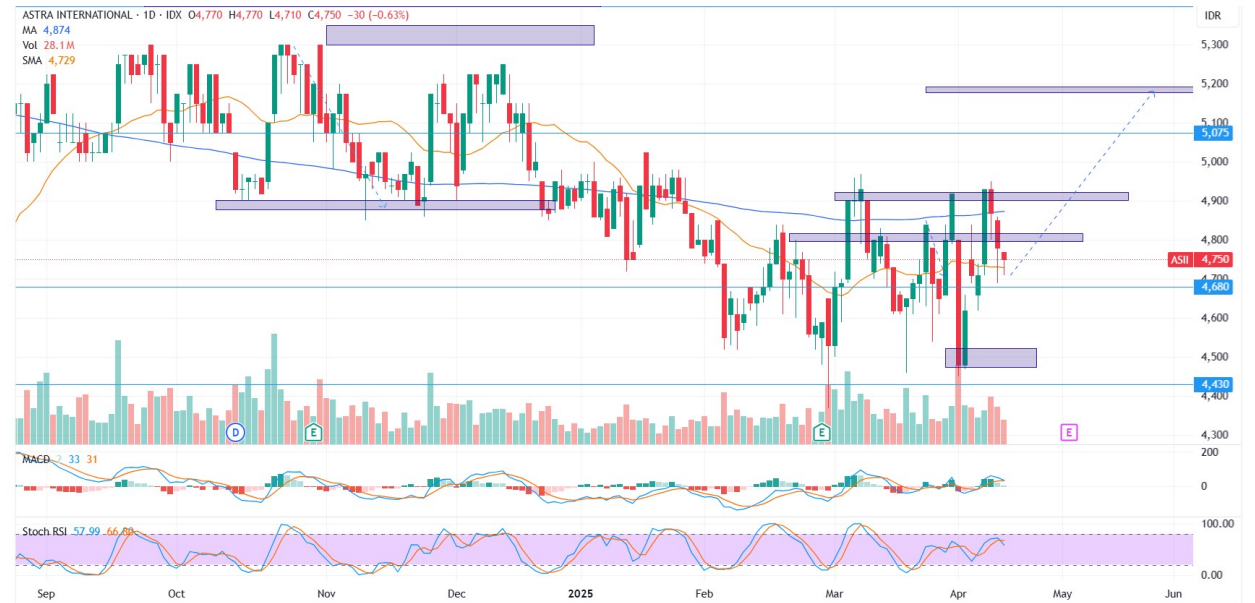 ASTRA INTERNATIONAL · 1D · IDX O4,770 H4,770 L4,710 C4,750 −30 (−0.63%)
IDR
MA 4,874
Vol 28.1M
SMA 4,729
5,300
5,200
5,100
5,075
5,000
4,900
4,800
ASII 4,750
4,700
4,680
4,600
4,500
4,430
4,400
4,300
D
E
E
E
MACD 2 33 31
200
0
Stoch RSI 57.99 66.80
100.00
0.00
Sep Oct Nov Dec 2025 Feb Mar Apr May Jun